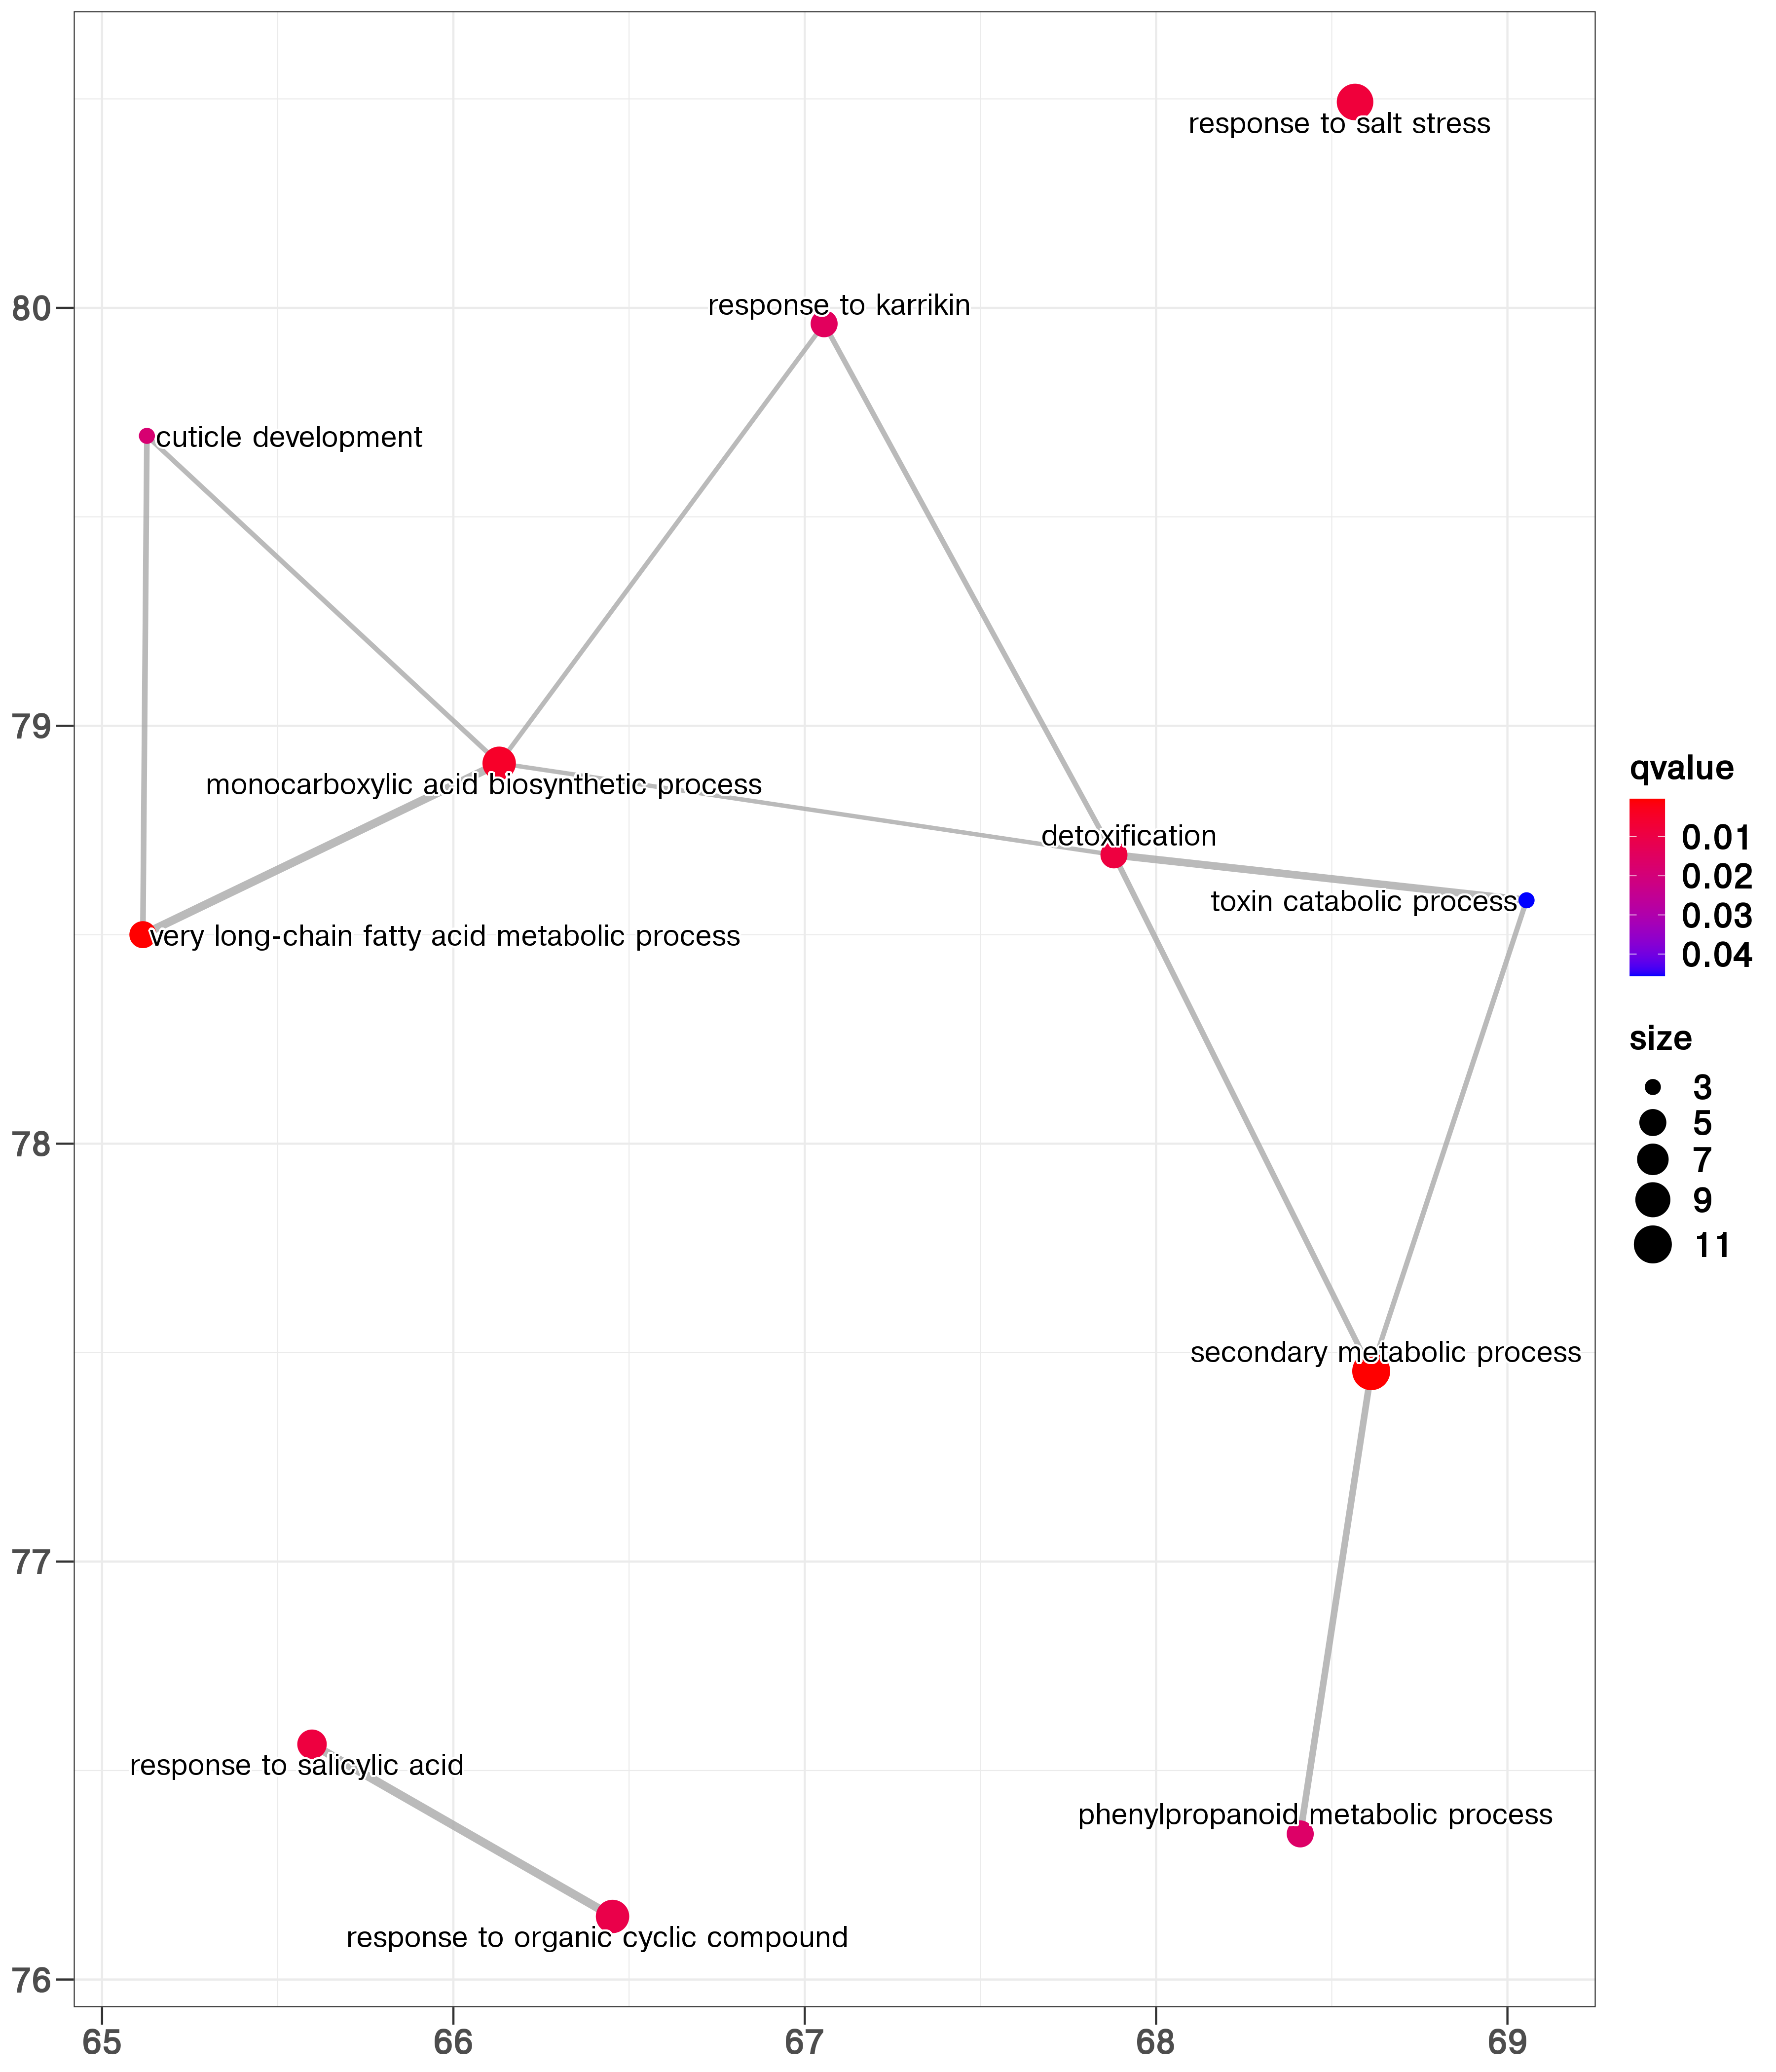 response to salt stress
80
response to karrikin
cuticle development
79
monocarboxylic acid biosynthetic process
detoxification
toxin catabolic process
very long-chain fatty acid metabolic process
78
secondary metabolic process
77
response to salicylic acid
phenylpropanoid metabolic process
response to organic cyclic compound
76
65 66 67 68 69
qvalue
0.01
0.02
0.03
0.04
size
3
5
7
9
11